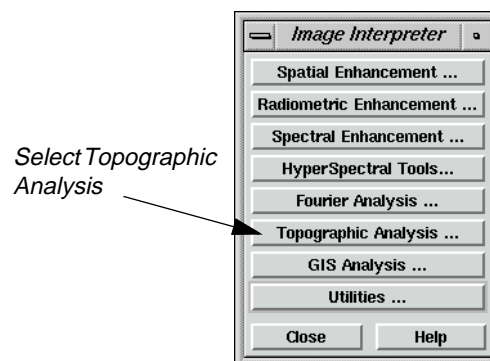 Image Interpreter
Spatial Enhancement ...
Radiometric Enhancement ...
Spectral Enhancement ...
HyperSpectral Tools...
Fourier Analysis ...
Topographic Analysis ...
GIS Analysis ...
Utilities ...
Close Help
Select Topographic
Analysis